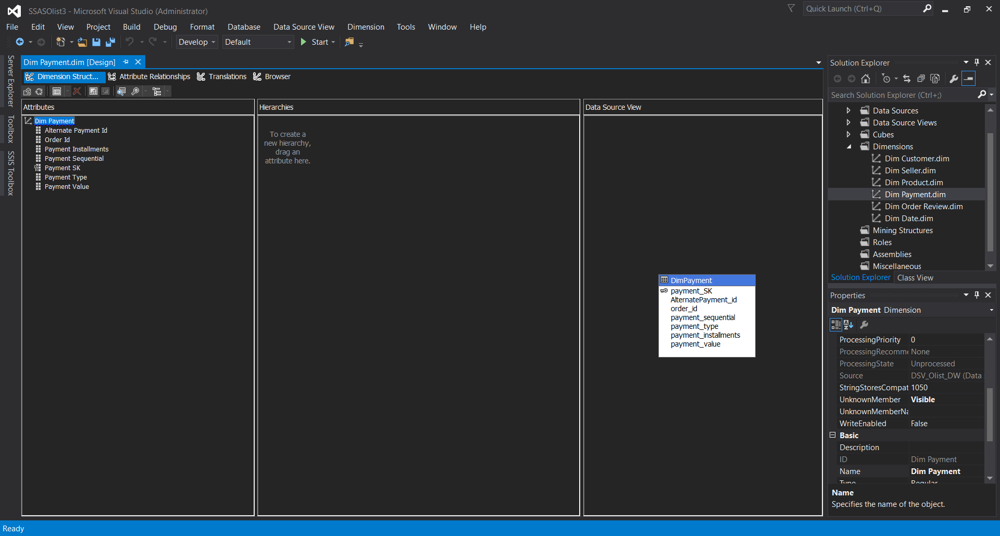 SSASOlist3 - Microsoft Visual Studio (Administrator)
Quick Launch (Ctrl+Q)
File Edit View Project Build Debug Format Database Data Source View Dimension Tools Window Help
Develop Default Start
Server Explorer
Toolbox
SSIS Toolbox
Dim Payment.dim [Design]
Dimension Struct... Attribute Relationships Translations Browser
Attributes
Dim Payment
Alternate Payment Id
Order Id
Payment Installments
Payment Sequential
Payment SK
Payment Type
Payment Value
Hierarchies
To create a
new hierarchy,
drag an
attribute here.
Data Source View
DimPayment
payment_SK
AlternatePayment_id
order_id
payment_sequential
payment_type
payment_installments
payment_value
Solution Explorer
Search Solution Explorer (Ctrl+;)
Data Sources
Data Source Views
Cubes
Dimensions
Dim Customer.dim
Dim Seller.dim
Dim Product.dim
Dim Payment.dim
Dim Order Review.dim
Dim Date.dim
Mining Structures
Roles
Assemblies
Miscellaneous
Solution Explorer Class View
Properties
Dim Payment Dimension
ProcessingPriority 0
ProcessingRecomme None
ProcessingState Unprocessed
Source DSV_Olist_DW (Data
StringStoresCompat 1050
UnknownMember Visible
UnknownMemberNa
WriteEnabled False
Basic
Description
ID Dim Payment
Name Dim Payment
Type Regular
Name
Specifies the name of the object.
Ready